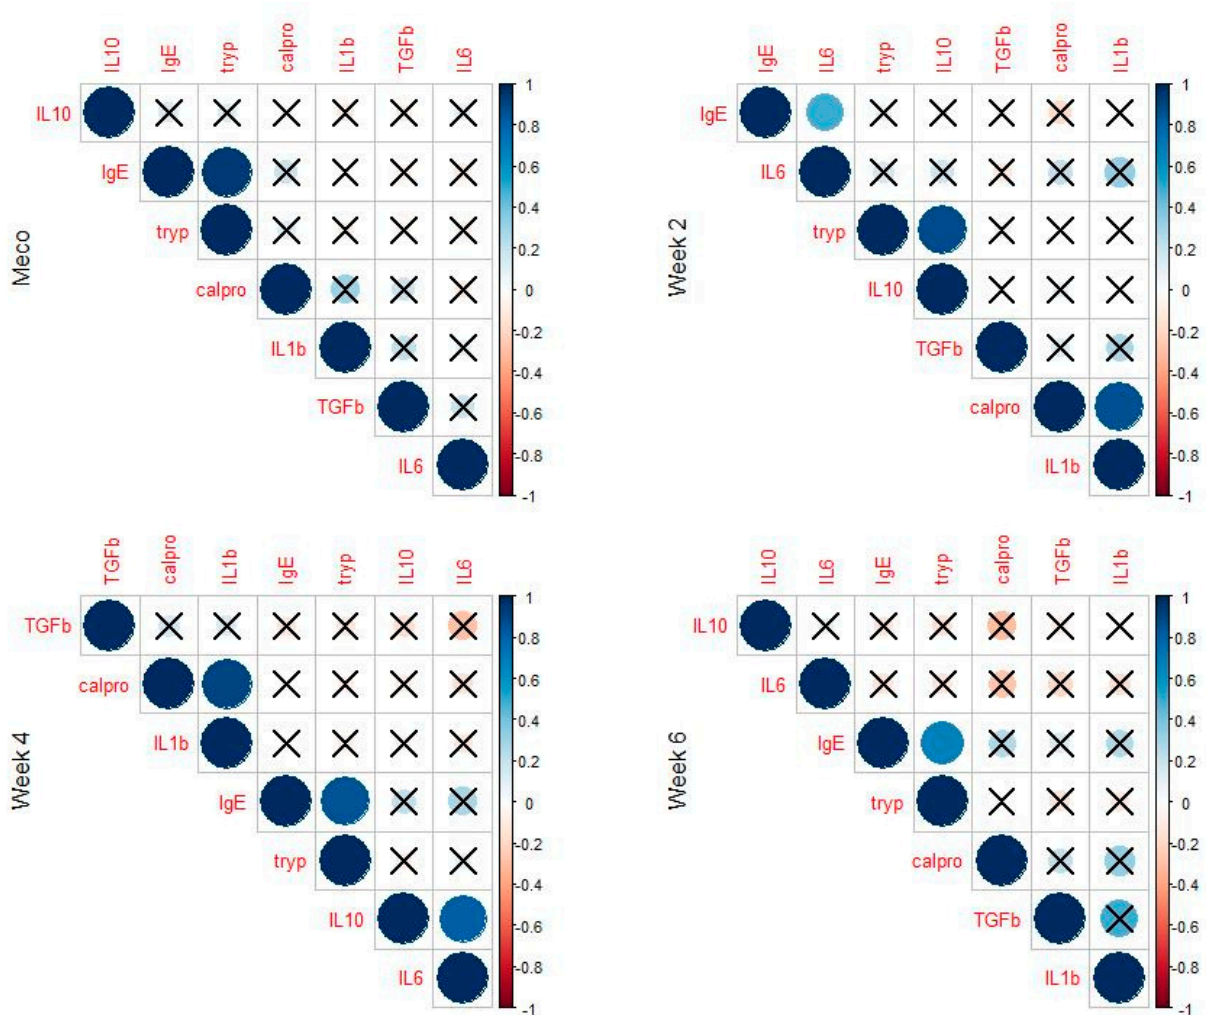 IL10 IgE tryp calpro IL1b TGFb IL6
IL10
IgE
tryp
calpro
IL1b
TGFb
IL6
Meco
1
0.8
0.6
0.4
0.2
0
-0.2
-0.4
-0.6
-0.8
-1
IgE IL6 tryp IL10 TGFb calpro IL1b
IgE
IL6
tryp
IL10
TGFb
calpro
IL1b
Week 2
1
0.8
0.6
0.4
0.2
0
-0.2
-0.4
-0.6
-0.8
-1
TGFb calpro IL1b IgE tryp IL10 IL6
TGFb
calpro
IL1b
IgE
tryp
IL10
IL6
Week 4
1
0.8
0.6
0.4
0.2
0
-0.2
-0.4
-0.6
-0.8
-1
IL10 IL6 IgE tryp calpro TGFb IL1b
IL10
IL6
IgE
tryp
calpro
TGFb
IL1b
Week 6
1
0.8
0.6
0.4
0.2
0
-0.2
-0.4
-0.6
-0.8
-1